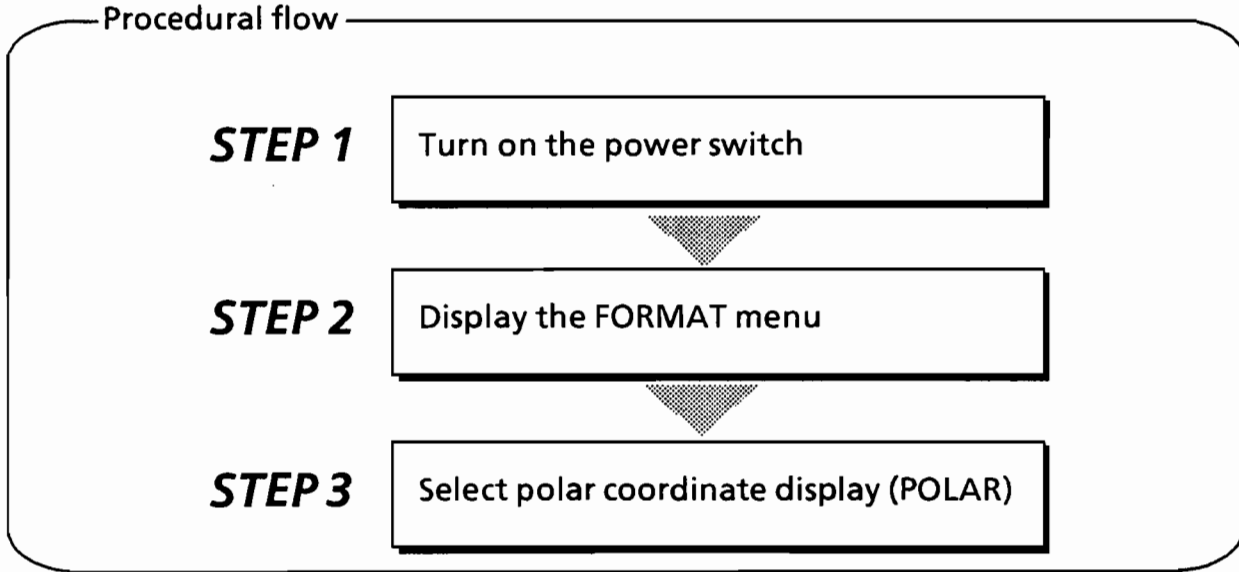 Procedural flow
STEP 1
Turn on the power switch
STEP 2
Display the FORMAT menu
STEP 3
Select polar coordinate display (POLAR)